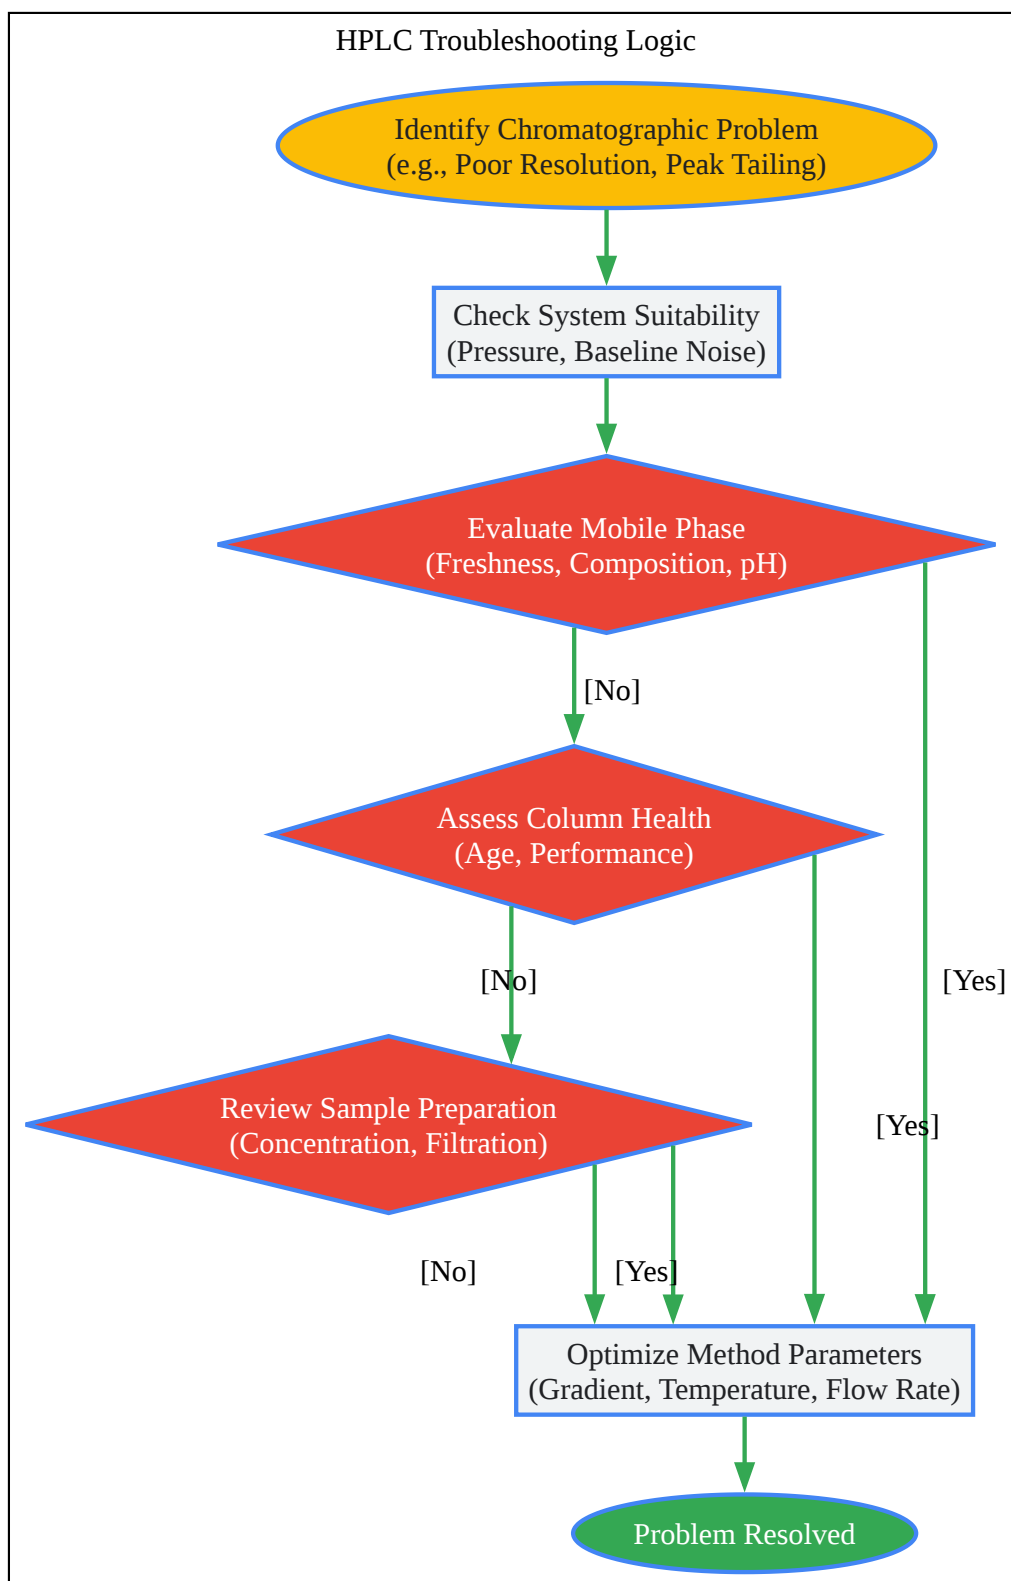 HPLC Troubleshooting Logic
Identify Chromatographic Problem
(e.g., Poor Resolution, Peak Tailing)
Check System Suitability
(Pressure, Baseline Noise)
Evaluate Mobile Phase
(Freshness, Composition, pH)
[No]
Assess Column Health
(Age, Performance)
[No]
[Yes]
Review Sample Preparation
(Concentration, Filtration)
[Yes]
[No]
[Yes]
Optimize Method Parameters
(Gradient, Temperature, Flow Rate)
Problem Resolved